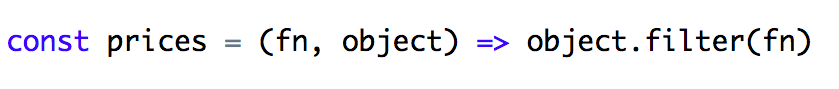 const prices = (fn, object) => object.filter(fn)